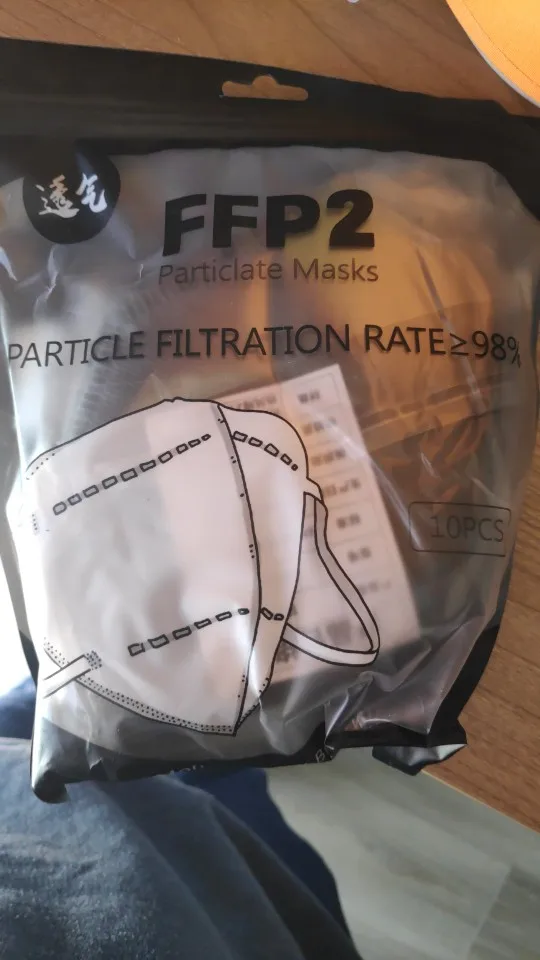 透气
FFP2
Particlate Masks
PARTICLE FILTRATION RATE≥98%
10PCS